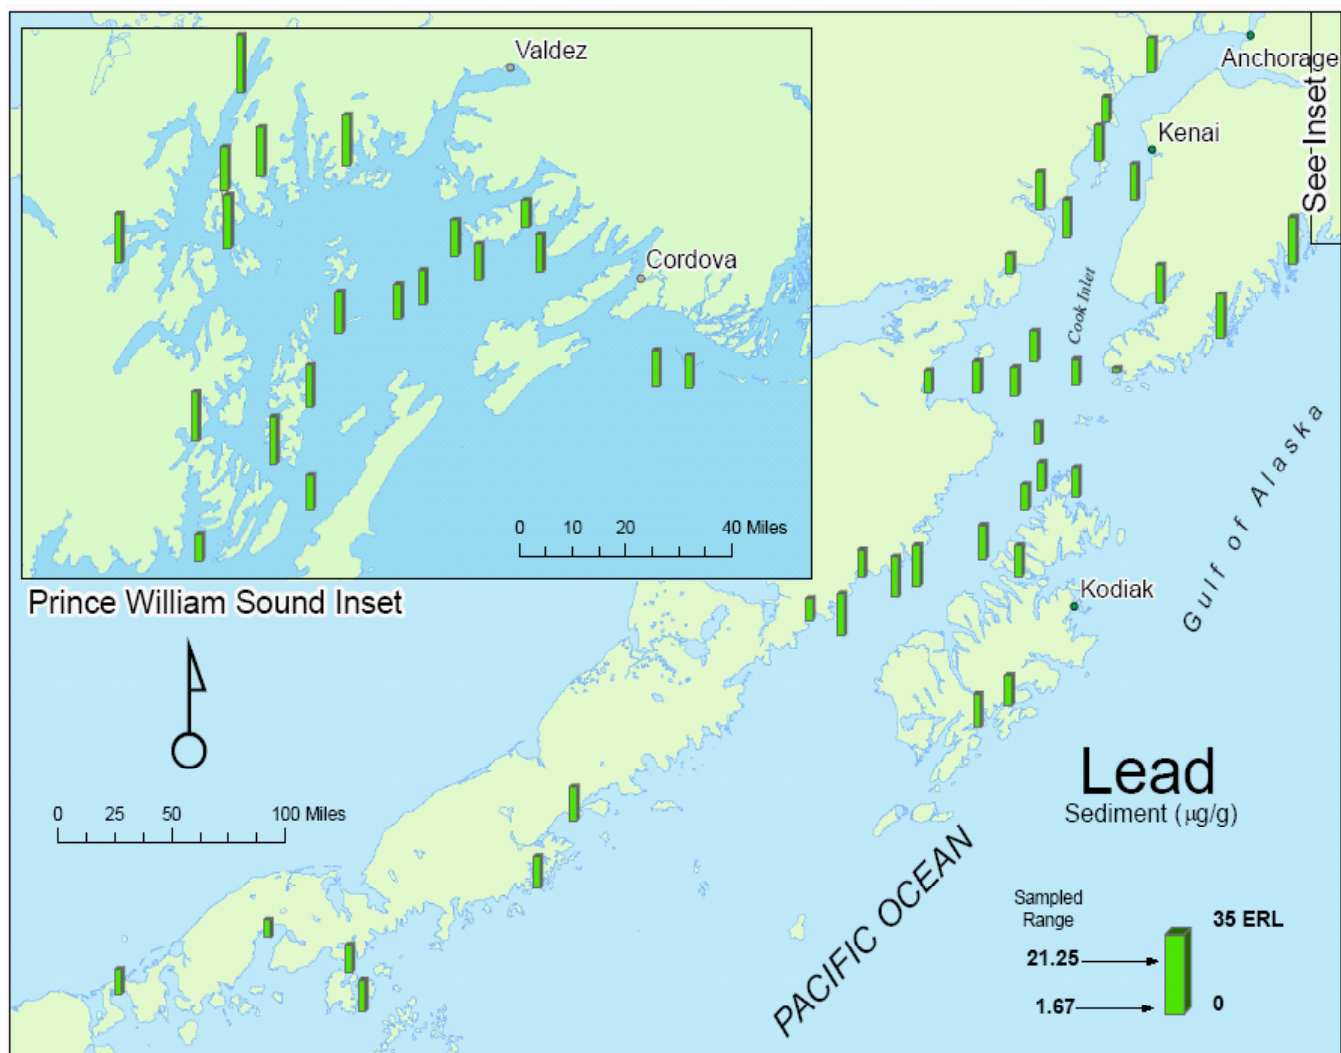 Valdez
Anchorage
See Inset
Kenai
Cordova
Cook Inlet
Gulf of Alaska
0 10 20 40 Miles
Prince William Sound Inset
Kodiak
0 25 50 100 Miles
Lead
Sediment (µg/g)
PACIFIC OCEAN
Sampled
Range
35 ERL
21.25
1.67
0